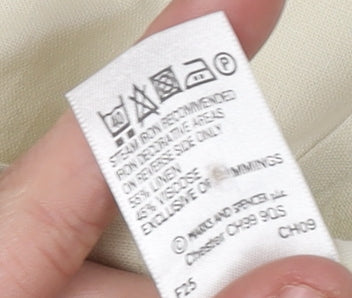 40 P
STEAM IRON RECOMMENDED
IRON DECORATIVE AREAS
ON REVERSE SIDE ONLY
55% LINEN
45% VISCOSE
EXCLUSIVE OF IMMINGS
© MARKS AND SPENCER p.l.c.
Chester CH99 9QS
CH09
F25